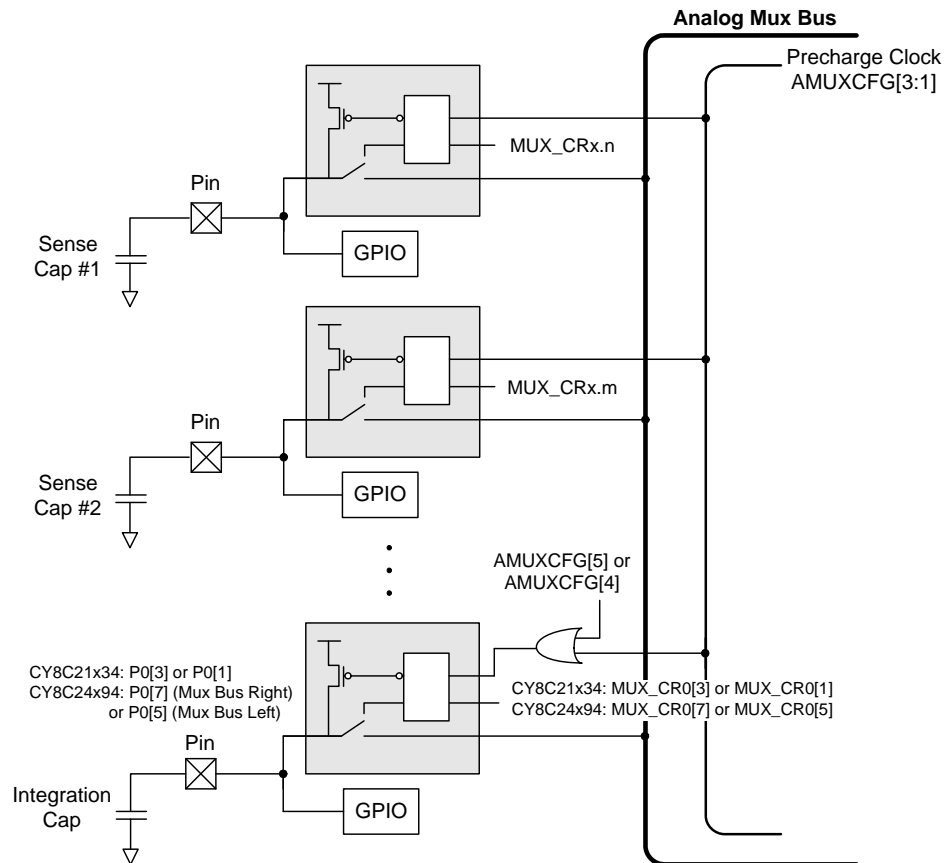 Analog Mux Bus
Precharge Clock
AMUXCFG[3:1]
MUX_CRx.n
Pin
GPIO
Sense
Cap #1
MUX_CRx.m
Pin
GPIO
Sense
Cap #2
AMUXCFG[5] or
AMUXCFG[4]
CY8C21x34: P0[3] or P0[1]
CY8C24x94: P0[7] (Mux Bus Right)
or P0[5] (Mux Bus Left)
CY8C21x34: MUX_CR0[3] or MUX_CR0[1]
CY8C24x94: MUX_CR0[7] or MUX_CR0[5]
Pin
GPIO
Integration
Cap